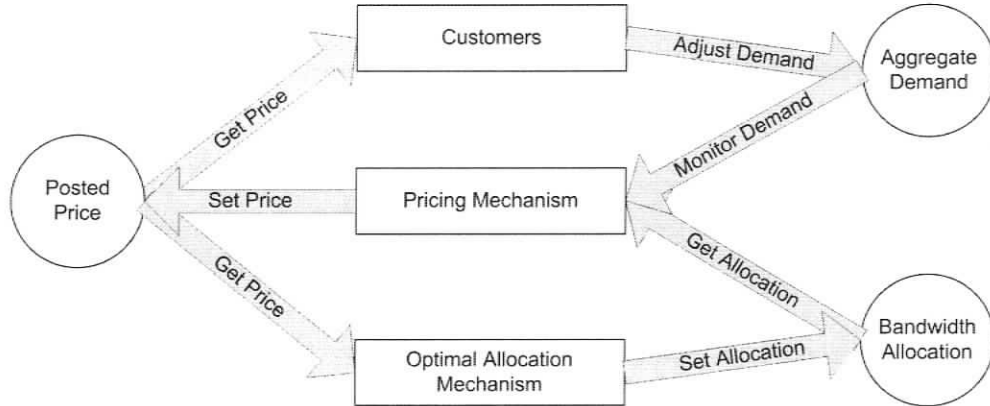 Customers
Adjust Demand
Aggregate
Demand
Get Price
Monitor Demand
Posted
Price
Set Price
Pricing Mechanism
Get Price
Get Allocation
Optimal Allocation
Mechanism
Set Allocation
Bandwidth
Allocation